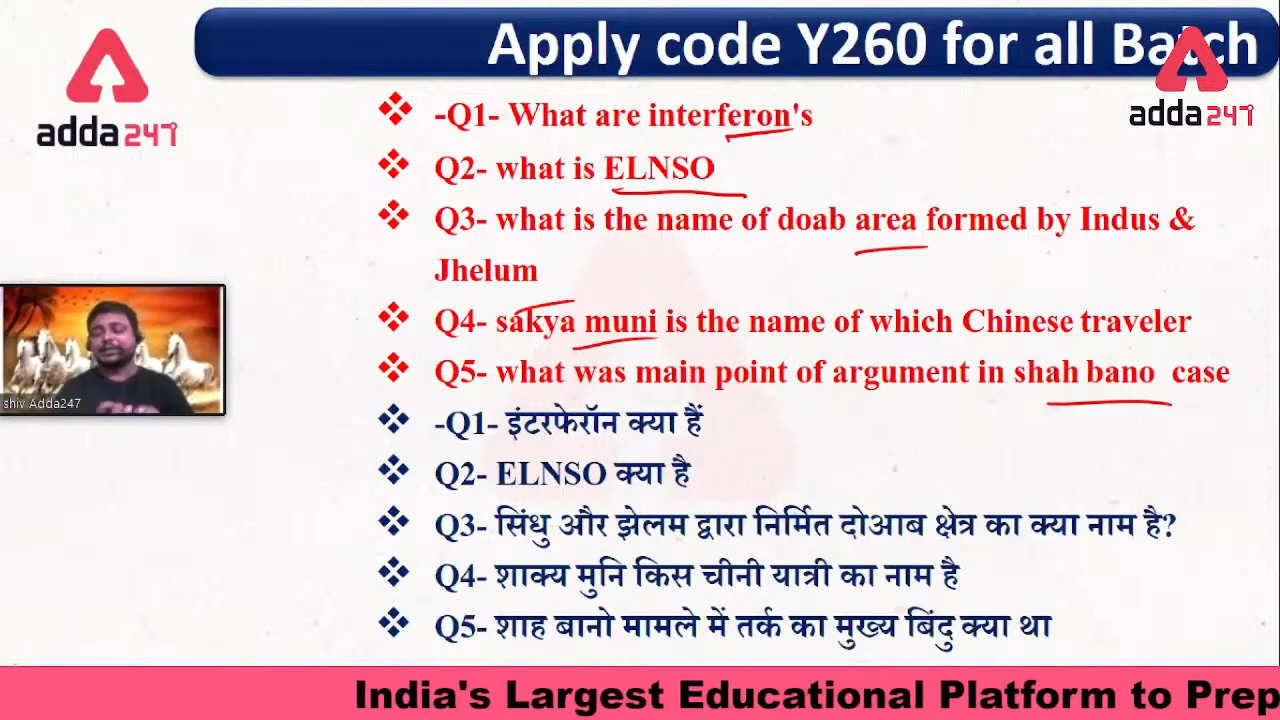 Apply code Y260 for all Batch
adda247
adda247
-Q1- What are interferon's
Q2- what is ELNSO
Q3- what is the name of doab area formed by Indus &
Jhelum
Q4- sakya muni is the name of which Chinese traveler
Q5- what was main point of argument in shah bano case
shiv Adda247
-Q1- इंटरफेरॉन क्या हैं
Q2- ELNSO क्या है
Q3- सिंधु और झेलम द्वारा निर्मित दोआब क्षेत्र का क्या नाम है?
Q4- शाक्य मुनि किस चीनी यात्री का नाम है
Q5- शाह बानो मामले में तर्क का मुख्य बिंदु क्या था
India's Largest Educational Platform to Prep